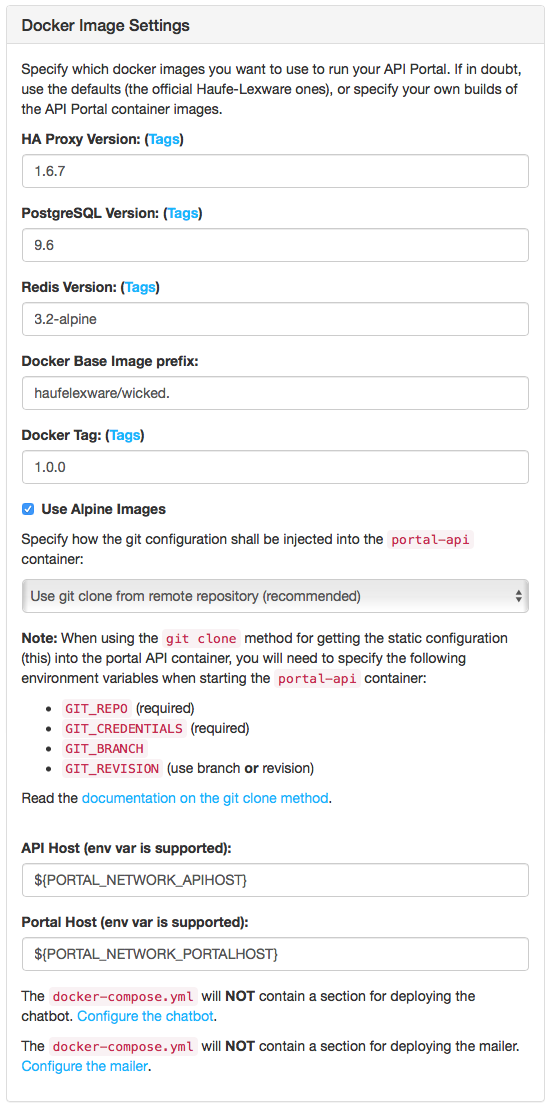 Docker Image Settings
Specify which docker images you want to use to run your API Portal. If in doubt,
use the defaults (the official Haufe-Lexware ones), or specify your own builds of
the API Portal container images.
HA Proxy Version: (Tags)
1.6.7
PostgreSQL Version: (Tags)
9.6
Redis Version: (Tags)
3.2-alpine
Docker Base Image prefix:
haufelexware/wicked.
Docker Tag: (Tags)
1.0.0
Use Alpine Images
Specify how the git configuration shall be injected into the portal-api
container:
Use git clone from remote repository (recommended)
Note: When using the git clone method for getting the static configuration
(this) into the portal API container, you will need to specify the following
environment variables when starting the portal-api container:
• GIT_REPO (required)
• GIT_CREDENTIALS (required)
• GIT_BRANCH
• GIT_REVISION (use branch or revision)
Read the documentation on the git clone method.
API Host (env var is supported):
${PORTAL_NETWORK_APIHOST}
Portal Host (env var is supported):
${PORTAL_NETWORK_PORTALHOST}
The docker-compose.yml will NOT contain a section for deploying the
chatbot. Configure the chatbot.
The docker-compose.yml will NOT contain a section for deploying the mailer.
Configure the mailer.